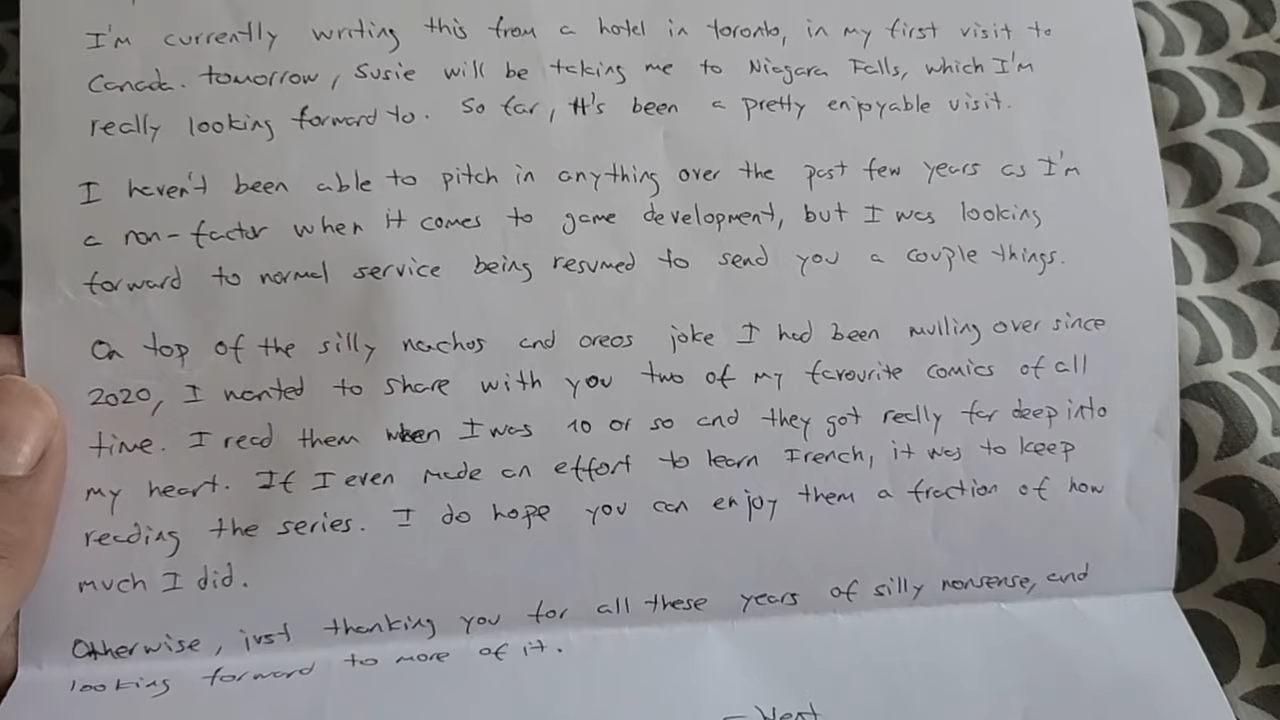 I'm currently writing this from a hotel in toronto, in my first visit to
Canada. tomorrow, Susie will be taking me to Niagara Falls, which I'm
really looking forward to. So far, it's been a pretty enjoyable visit.
I haven't been able to pitch in anything over the past few years as I'm
a non-factor when it comes to game development, but I was looking
forward to normal service being resumed to send you a couple things.
On top of the silly nachos and oreos joke I had been mulling over since
2020, I wanted to share with you two of my favourite comics of all
time. I read them when I was 10 or so and they got really far deep into
my heart. If I even made an effort to learn French, it was to keep
reading the series. I do hope you can enjoy them a fraction of how
much I did.
Otherwise, just thanking you for all these years of silly nonsense, and
looking forward to more of it.